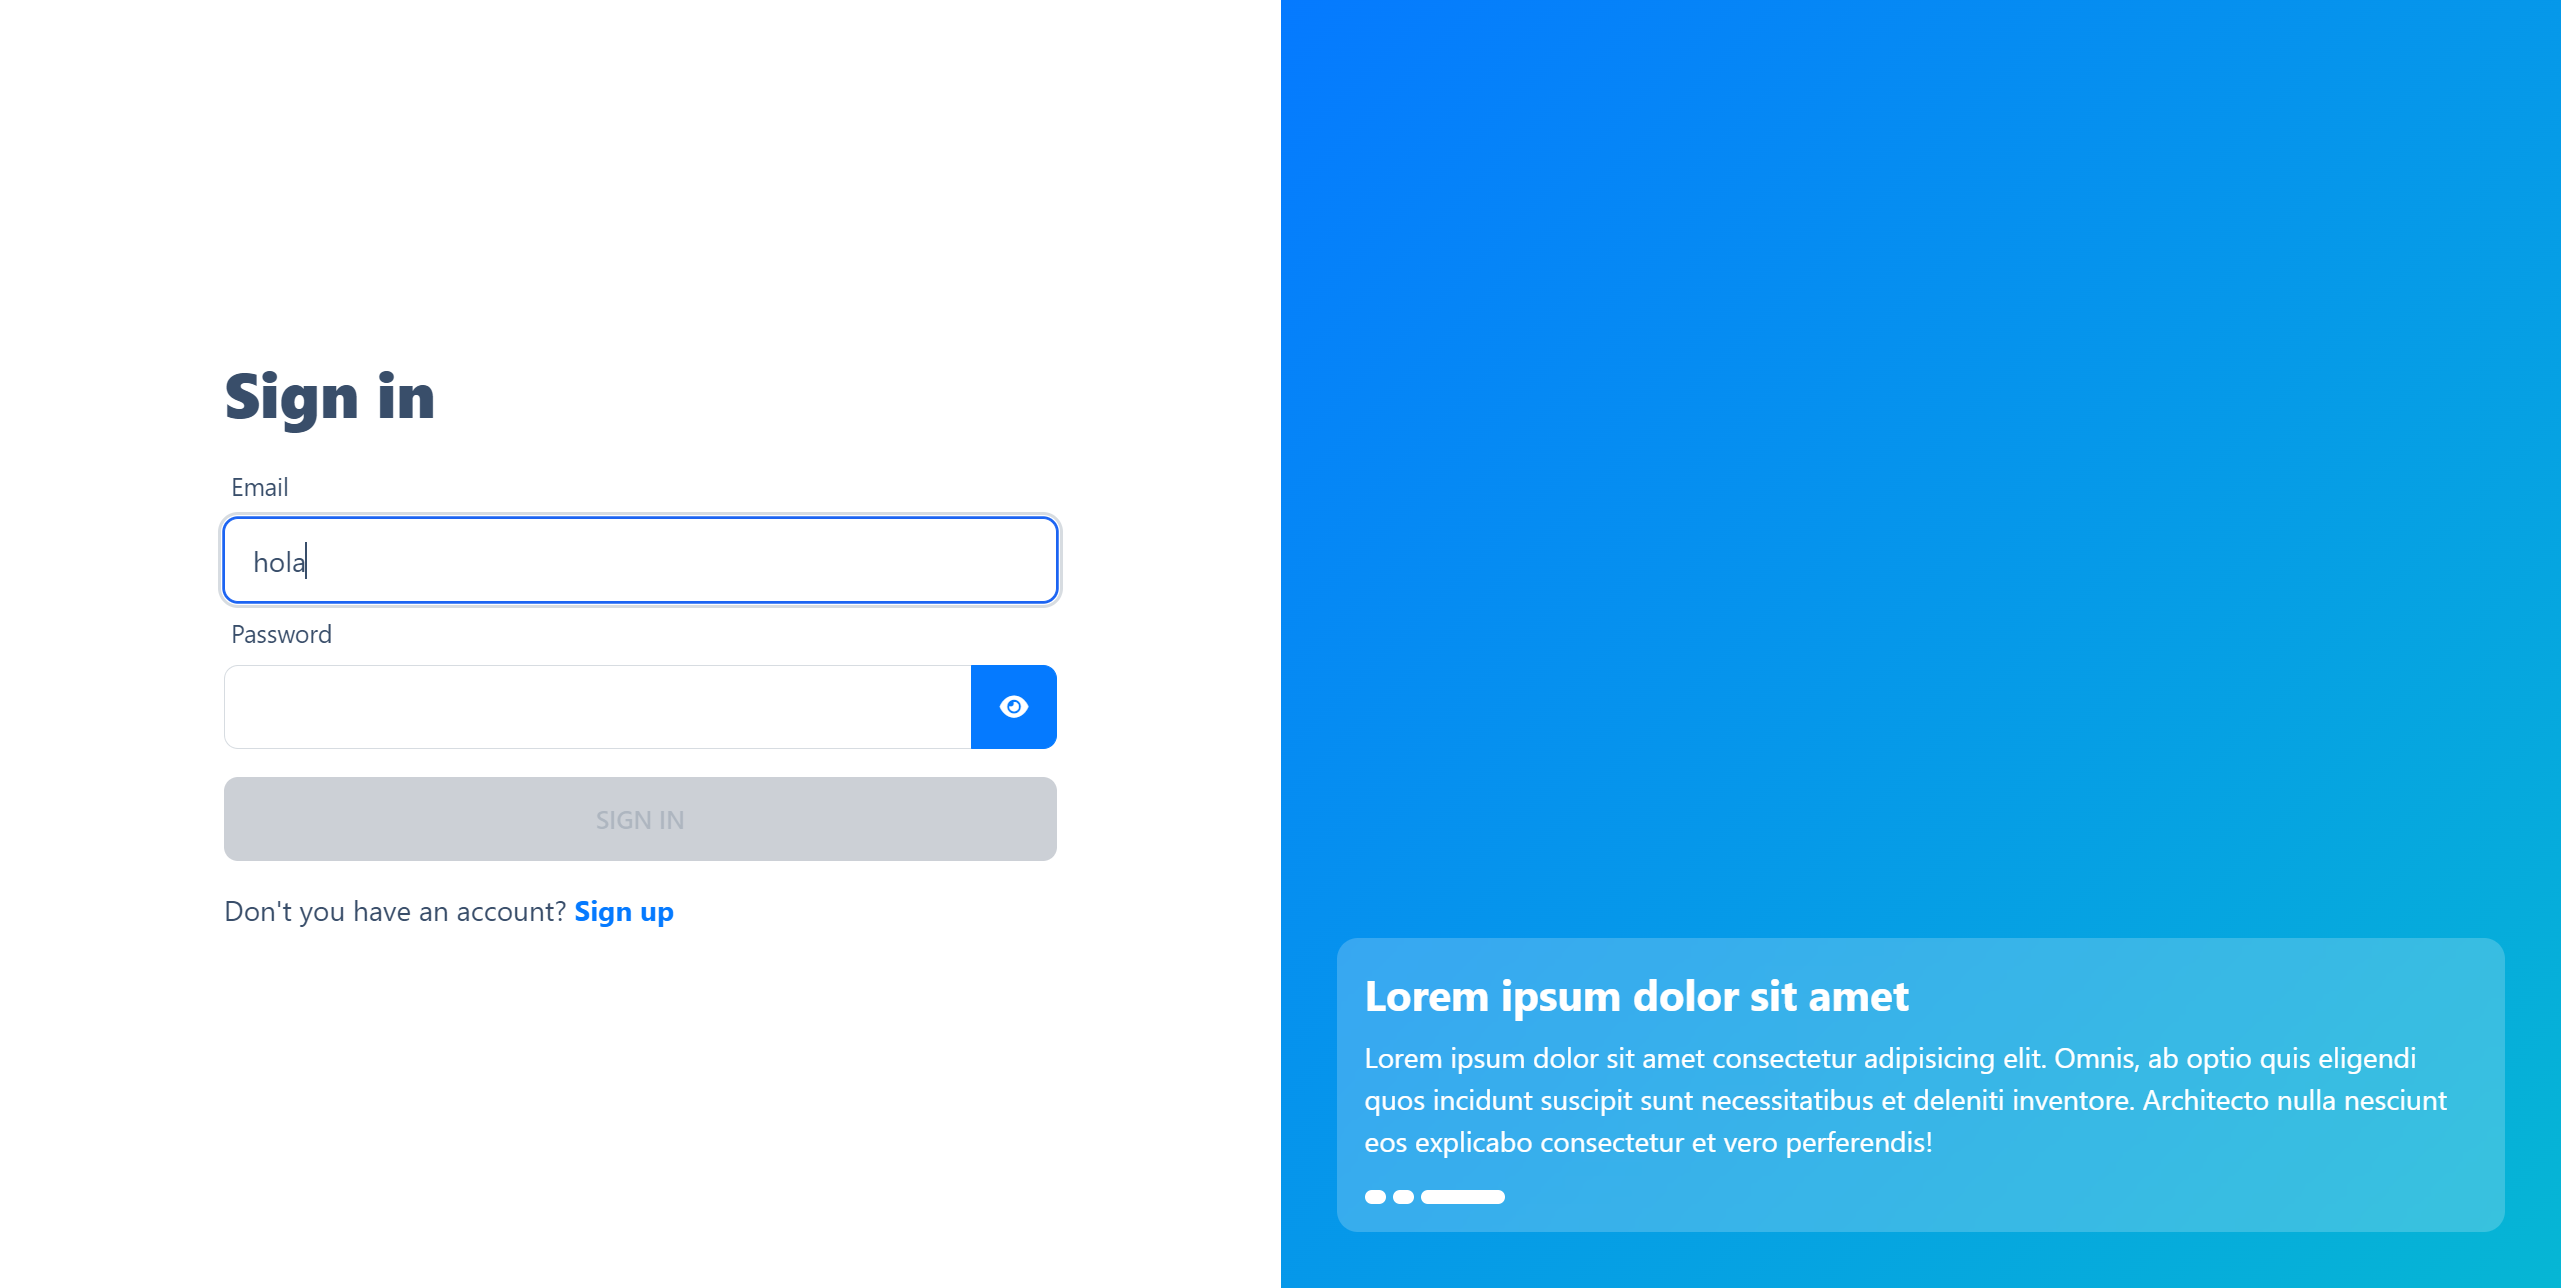 Sign in
Email
hola
Password
SIGN IN
Don't you have an account? Sign up
Lorem ipsum dolor sit amet
Lorem ipsum dolor sit amet consectetur adipisicing elit. Omnis, ab optio quis eligendi
quos incidunt suscipit sunt necessitatibus et deleniti inventore. Architecto nulla nesciunt
eos explicabo consectetur et vero perferendis!